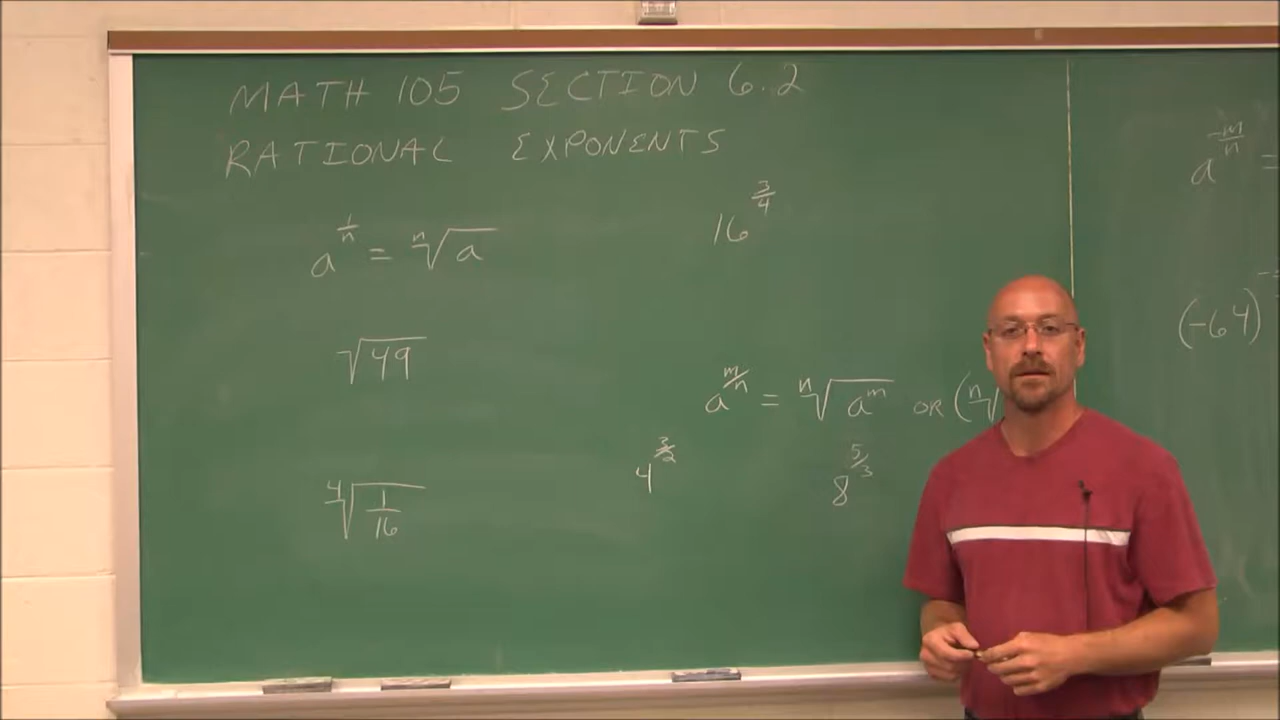 MATH 105 SECTION 6.2
RATIONAL EXPONENTS
a^(1/n) = ⁿ√a
√49
⁴√(1/16)
16^(3/4)
a^(m/n) = ⁿ√(a^m) OR (ⁿ√
4^(3/2)
8^(5/3)
a^(-m/n) =
(-64)^-